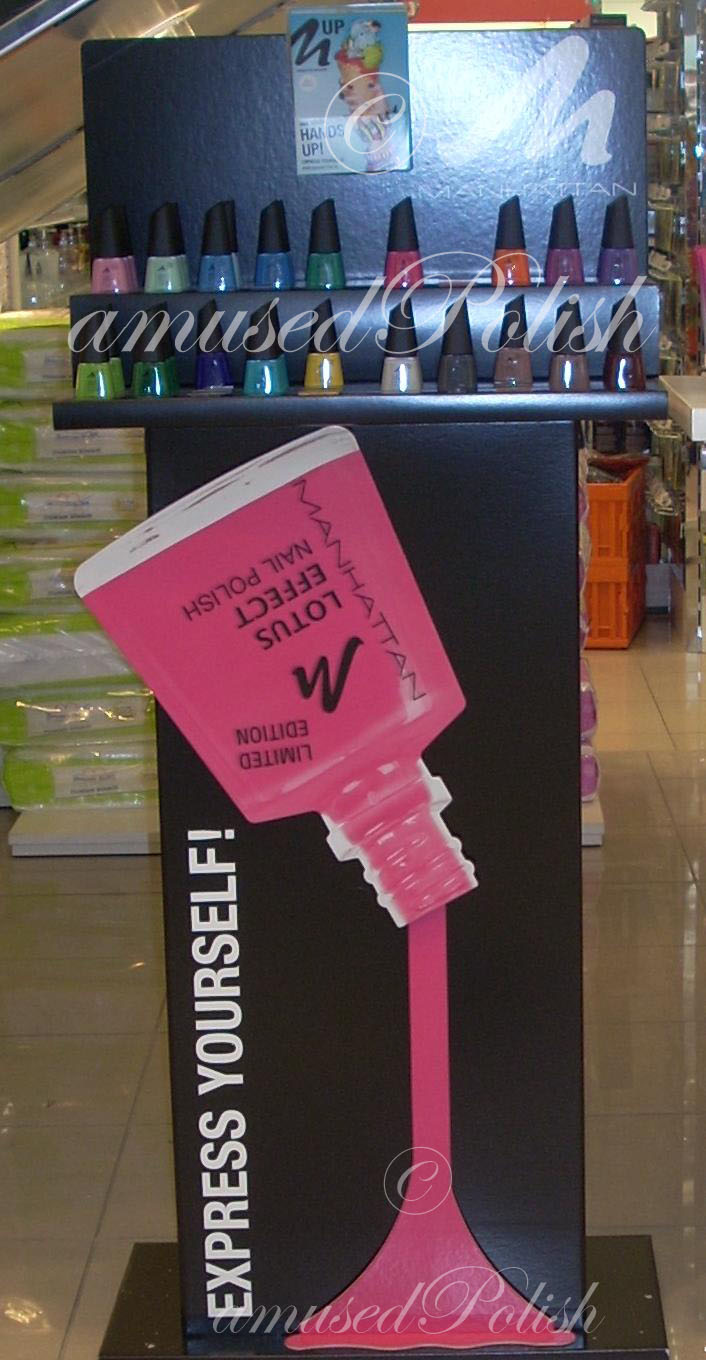 M UP
HANDS
UP!
M
MANHATTAN
©
amusedPolish
MANHATTAN
LOTUS
EFFECT
NAIL POLISH
M
LIMITED
EDITION
EXPRESS YOURSELF!
©
amusedPolish